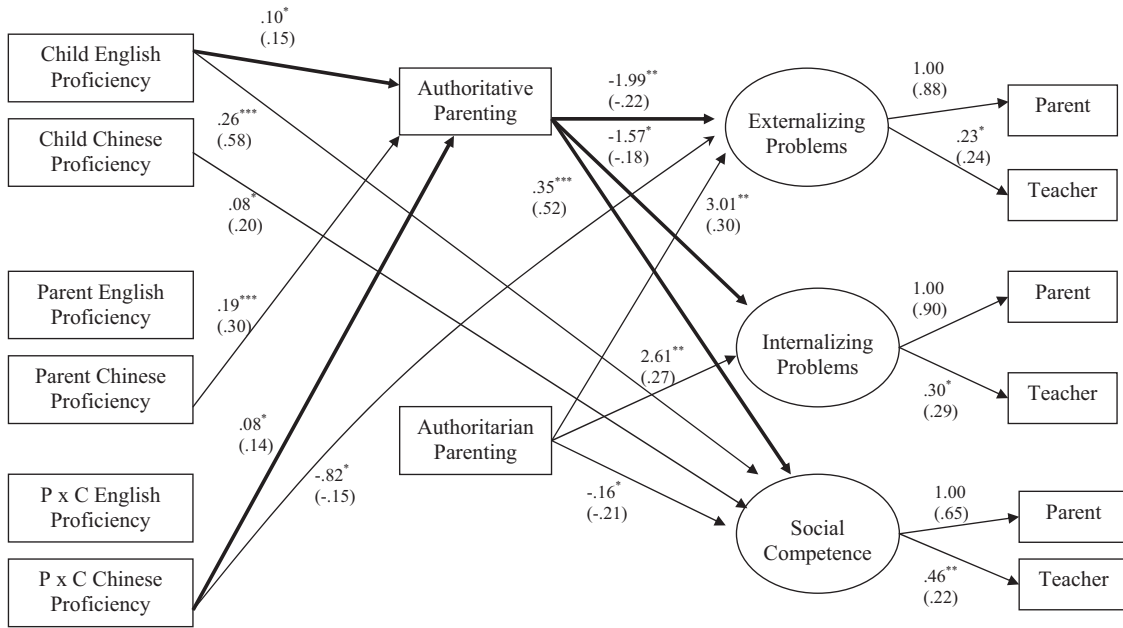 Child English
Proficiency
Child Chinese
Proficiency
Parent English
Proficiency
Parent Chinese
Proficiency
P x C English
Proficiency
P x C Chinese
Proficiency
.10*
(.15)
.26***
(.58)
.08*
(.20)
.19***
(.30)
.08*
(.14)
-.82*
(-.15)
Authoritative
Parenting
Authoritarian
Parenting
-1.99**
(-.22)
-1.57*
(-.18)
.35***
(.52)
3.01**
(.30)
2.61**
(.27)
-.16*
(-.21)
Externalizing
Problems
Internalizing
Problems
Social
Competence
1.00
(.88)
.23*
(.24)
1.00
(.90)
.30*
(.29)
1.00
(.65)
.46**
(.22)
Parent
Teacher
Parent
Teacher
Parent
Teacher